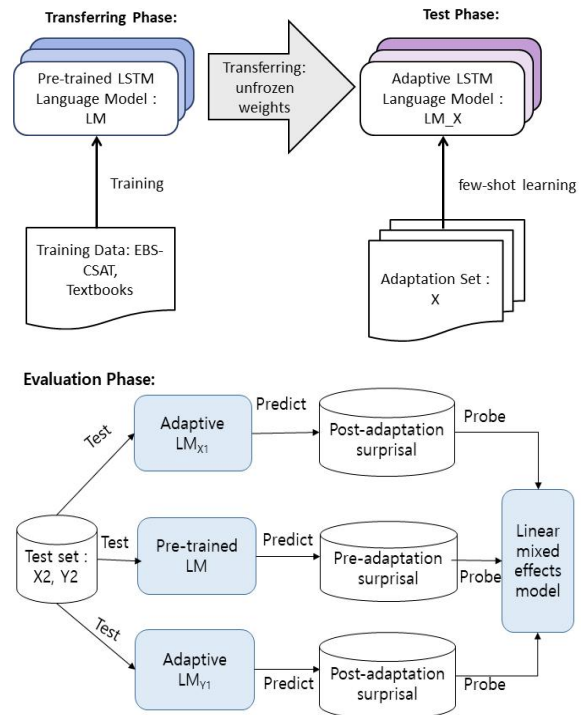 Transferring Phase:
Test Phase:
Pre-trained LSTM
Language Model :
LM
Transferring:
unfrozen
weights
Adaptive LSTM
Language Model :
LM_X
Training
few-shot learning
Training Data: EBS-
CSAT,
Textbooks
Adaptation Set :
X
Evaluation Phase:
Test
Adaptive
LMX1
Predict
Post-adaptation
surprisal
Probe
Test set :
X2, Y2
Test
Pre-trained
LM
Predict
Pre-adaptation
surprisal
Probe
Linear
mixed
effects
model
Test
Adaptive
LMY1
Predict
Post-adaptation
surprisal
Probe